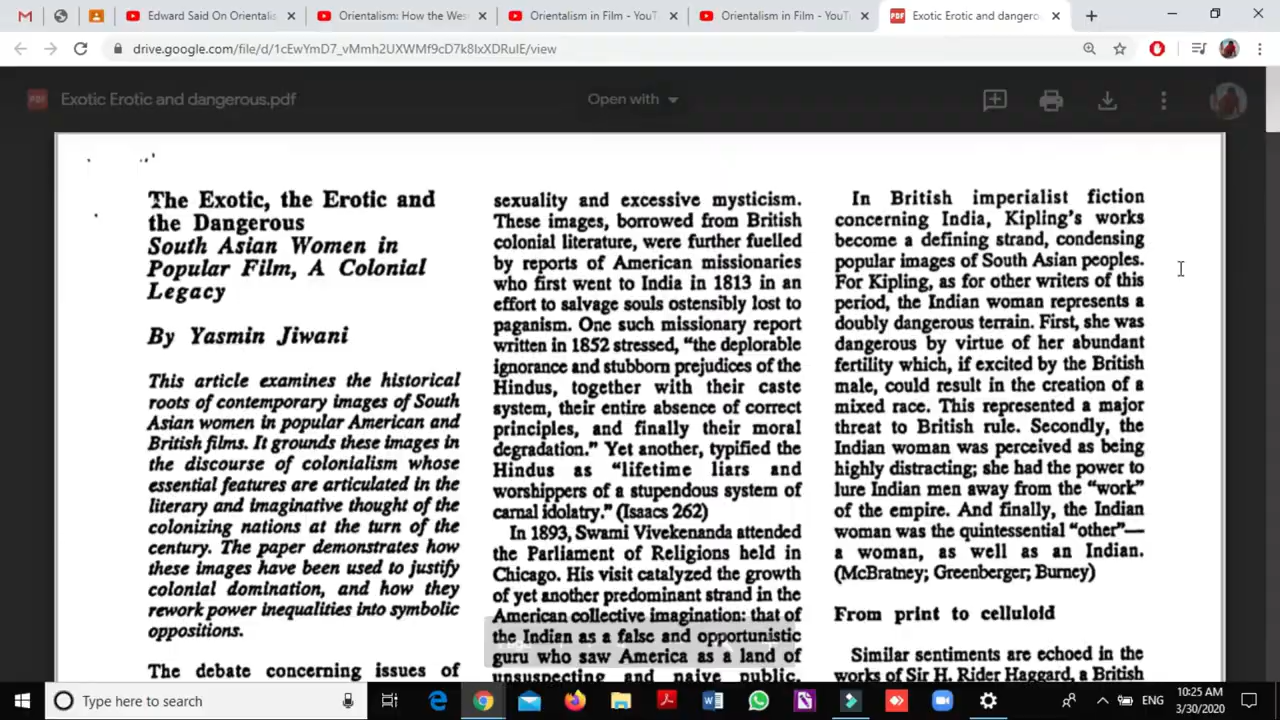 Edward Said On Orientalis
Orientalism: How the Wes
Orientalism in Film - YouT
Orientalism in Film - YouT
Exotic Erotic and dangero
drive.google.com/file/d/1cEwYmD7_vMmh2UXWMf9cD7k8IxXDRulE/view
PDF
Exotic Erotic and dangerous.pdf
Open with
The Exotic, the Erotic and
the Dangerous
South Asian Women in
Popular Film, A Colonial
Legacy
By Yasmin Jiwani
This article examines the historical
roots of contemporary images of South
Asian women in popular American and
British films. It grounds these images in
the discourse of colonialism whose
essential features are articulated in the
literary and imaginative thought of the
colonizing nations at the turn of the
century. The paper demonstrates how
these images have been used to justify
colonial domination, and how they
rework power inequalities into symbolic
oppositions.
The debate concerning issues of
sexuality and excessive mysticism.
These images, borrowed from British
colonial literature, were further fuelled
by reports of American missionaries
who first went to India in 1813 in an
effort to salvage souls ostensibly lost to
paganism. One such missionary report
written in 1852 stressed, "the deplorable
ignorance and stubborn prejudices of the
Hindus, together with their caste
system, their entire absence of correct
principles, and finally their moral
degradation." Yet another, typified the
Hindus as "lifetime liars and
worshippers of a stupendous system of
carnal idolatry." (Isaacs 262)
In 1893, Swami Vivekenanda attended
the Parliament of Religions held in
Chicago. His visit catalyzed the growth
of yet another predominant strand in the
American collective imagination: that of
the Indian as a false and opportunistic
guru who saw America as a land of
unsuspecting and naive public,
In British imperialist fiction
concerning India, Kipling's works
become a defining strand, condensing
popular images of South Asian peoples.
For Kipling, as for other writers of this
period, the Indian woman represents a
doubly dangerous terrain. First, she was
dangerous by virtue of her abundant
fertility which, if excited by the British
male, could result in the creation of a
mixed race. This represented a major
threat to British rule. Secondly, the
Indian woman was perceived as being
highly distracting; she had the power to
lure Indian men away from the "work"
of the empire. And finally, the Indian
woman was the quintessential "other"—
a woman, as well as an Indian.
(McBratney; Greenberger; Burney)
From print to celluloid
Similar sentiments are echoed in the
works of Sir H. Rider Haggard, a British
Type here to search
ENG
10:25 AM
3/30/2020